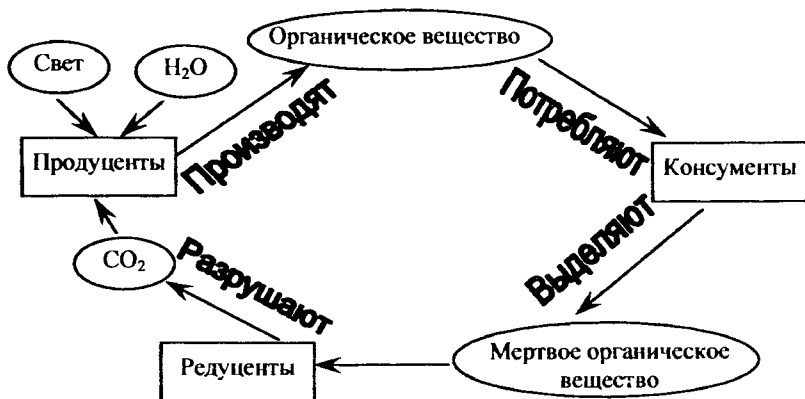 Органическое вещество
Свет
H₂O
Производят
Потребляют
Продуценты
Консументы
CO₂
Разрушают
Выделяют
Редуценты
Мертвое органическое
вещество